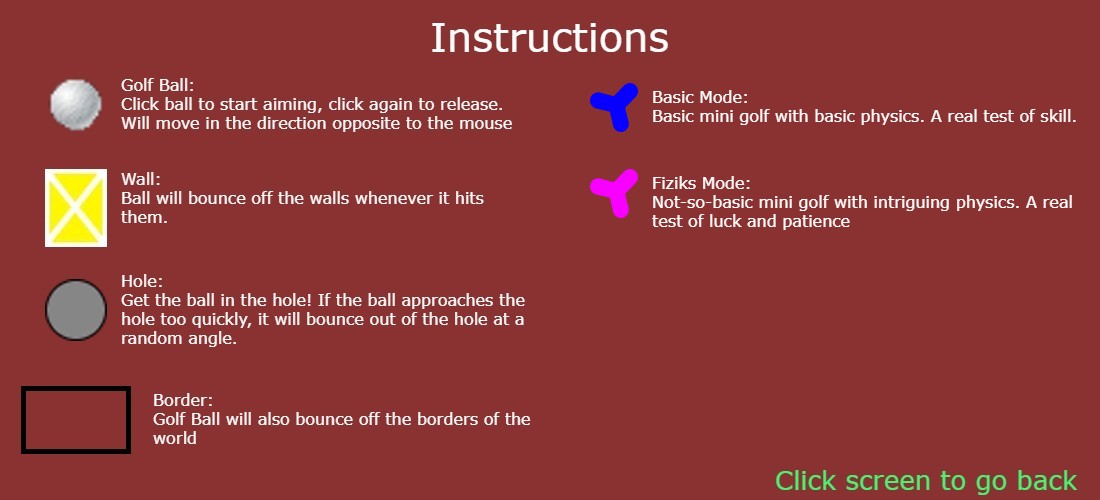 Instructions
Golf Ball:
Click ball to start aiming, click again to release.
Will move in the direction opposite to the mouse
Wall:
Ball will bounce off the walls whenever it hits
them.
Hole:
Get the ball in the hole! If the ball approaches the
hole too quickly, it will bounce out of the hole at a
random angle.
Border:
Golf Ball will also bounce off the borders of the
world
Basic Mode:
Basic mini golf with basic physics. A real test of skill.
Fiziks Mode:
Not-so-basic mini golf with intriguing physics. A real
test of luck and patience
Click screen to go back